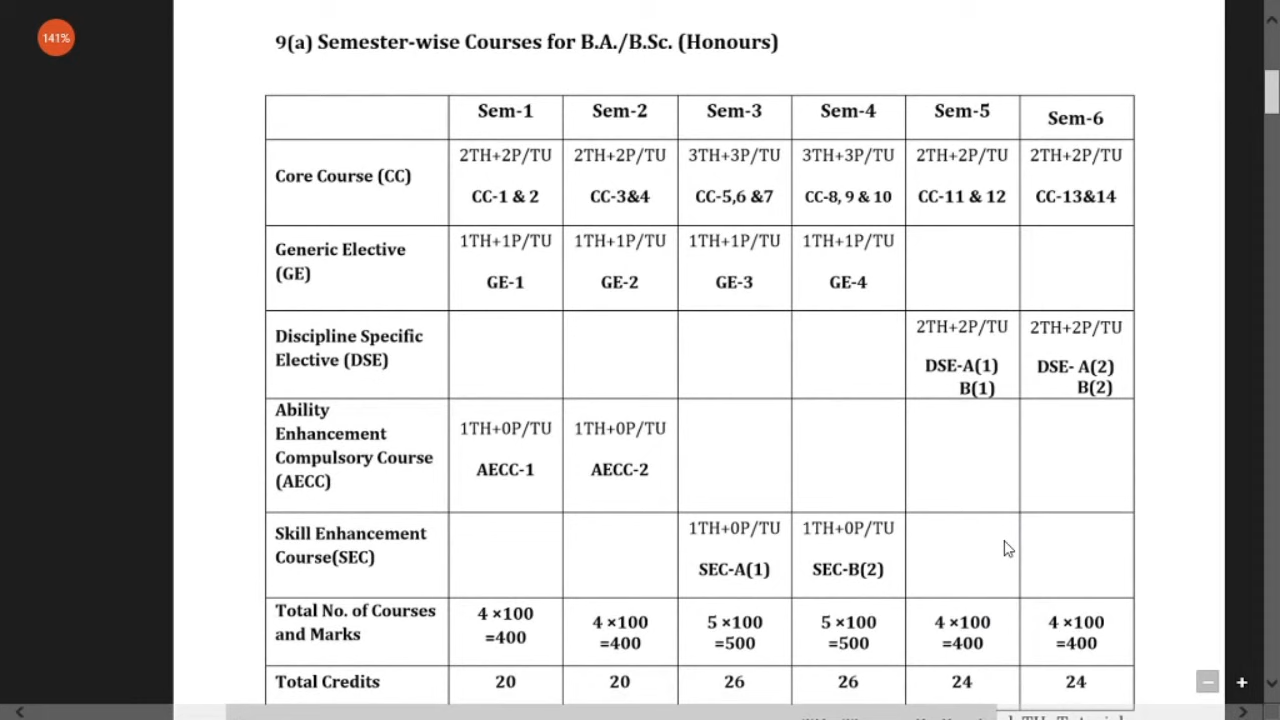 141%
9(a) Semester-wise Courses for B.A./B.Sc. (Honours)
Sem-1 Sem-2 Sem-3 Sem-4 Sem-5 Sem-6
Core Course (CC)
2TH+2P/TU 2TH+2P/TU 3TH+3P/TU 3TH+3P/TU 2TH+2P/TU 2TH+2P/TU
CC-1 & 2 CC-3&4 CC-5,6 &7 CC-8, 9 & 10 CC-11 & 12 CC-13&14
Generic Elective
(GE)
1TH+1P/TU 1TH+1P/TU 1TH+1P/TU 1TH+1P/TU
GE-1 GE-2 GE-3 GE-4
Discipline Specific
Elective (DSE)
2TH+2P/TU 2TH+2P/TU
DSE-A(1) DSE- A(2)
B(1) B(2)
Ability
Enhancement
Compulsory Course
(AECC)
1TH+0P/TU 1TH+0P/TU
AECC-1 AECC-2
Skill Enhancement
Course(SEC)
1TH+0P/TU 1TH+0P/TU
SEC-A(1) SEC-B(2)
Total No. of Courses
and Marks
4 ×100 4 ×100 5 ×100 5 ×100 4 ×100 4 ×100
=400 =400 =500 =500 =400 =400
Total Credits 20 20 26 26 24 24